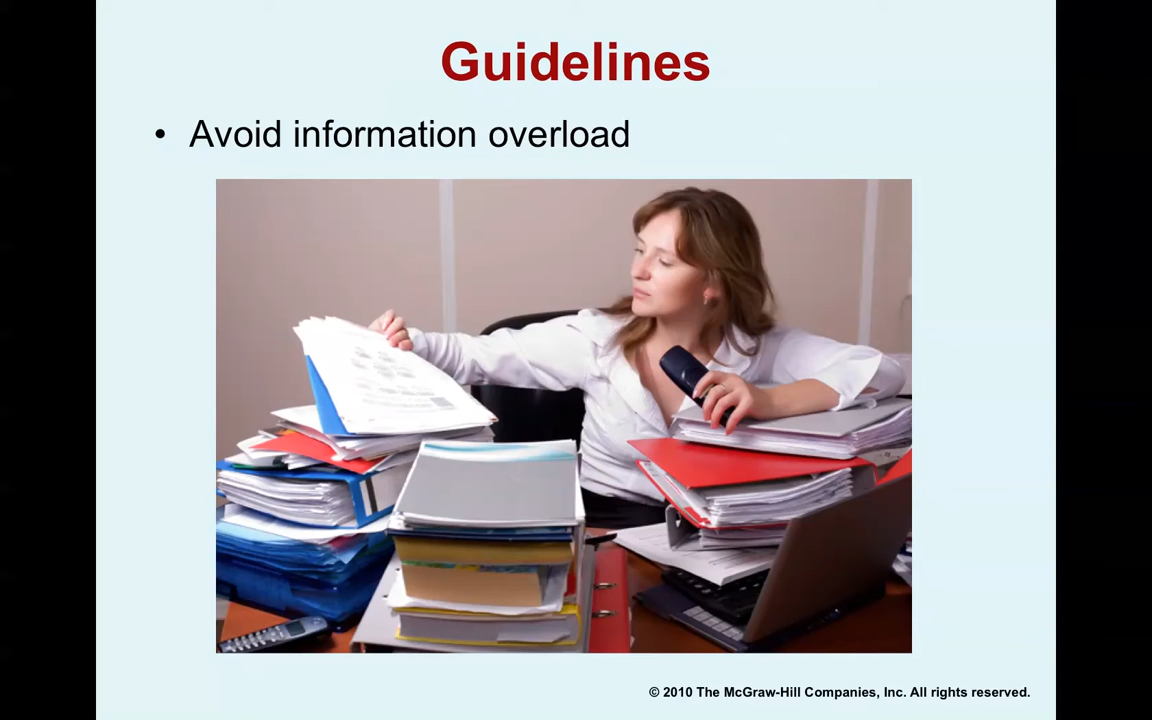 Guidelines
• Avoid information overload
© 2010 The McGraw-Hill Companies, Inc. All rights reserved.